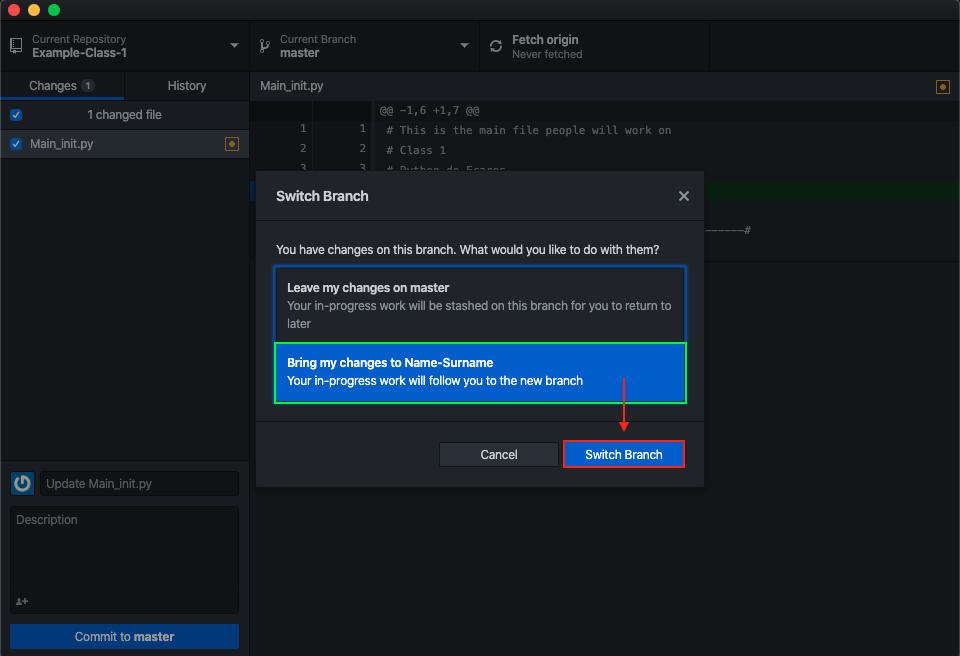 Current Repository
Example-Class-1
Current Branch
master
Fetch origin
Never fetched
Changes 1
History
Main_init.py
1 changed file
Main_init.py
@@ -1,6 +1,7 @@
1 1 # This is the main file people will work on
2 2 # Class 1
3 3 # Python de Ecaros
——————#
Switch Branch
You have changes on this branch. What would you like to do with them?
Leave my changes on master
Your in-progress work will be stashed on this branch for you to return to
later
Bring my changes to Name-Surname
Your in-progress work will follow you to the new branch
Cancel
Switch Branch
Update Main_init.py
Description
Commit to master